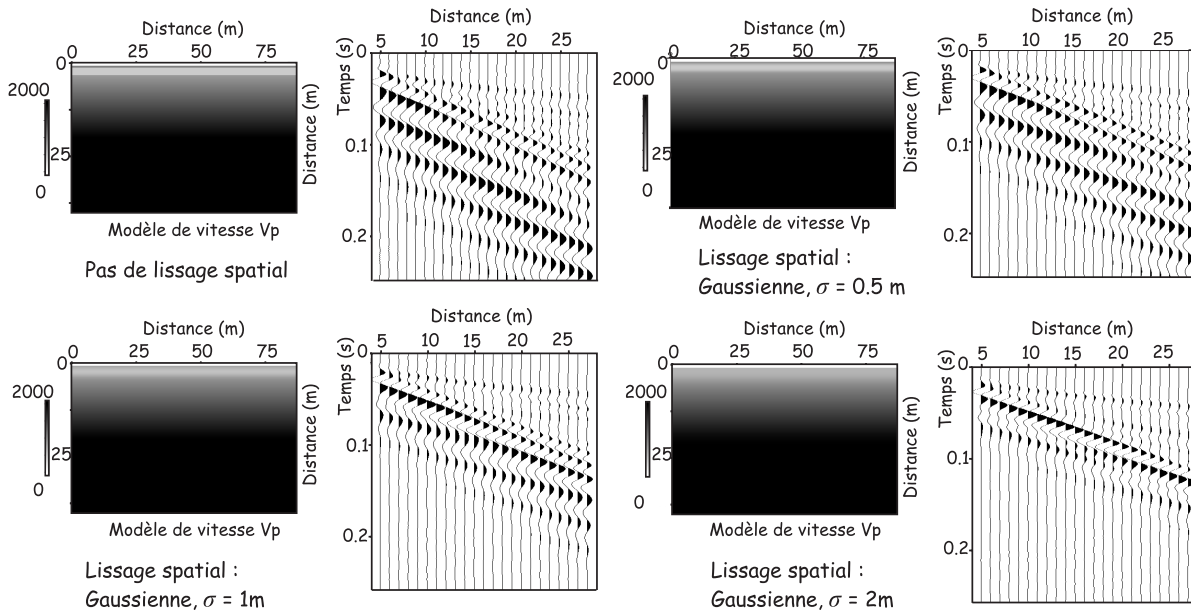 Distance (m)
0 25 50 75
0
2000
25
0
Distance (m)
Modèle de vitesse Vp
Pas de lissage spatial
Distance (m)
5 10 15 20 25
Temps (s)
0
0.1
0.2
Distance (m)
0 25 50 75
0
2000
25
0
Distance (m)
Modèle de vitesse Vp
Lissage spatial :
Gaussienne, σ = 0.5 m
Distance (m)
5 10 15 20 25
Temps (s)
0
0.1
0.2
Distance (m)
0 25 50 75
0
2000
25
0
Distance (m)
Modèle de vitesse Vp
Lissage spatial :
Gaussienne, σ = 1m
Distance (m)
5 10 15 20 25
Temps (s)
0
0.1
0.2
Distance (m)
0 25 50 75
0
2000
25
0
Distance (m)
Modèle de vitesse Vp
Lissage spatial :
Gaussienne, σ = 2m
Distance (m)
5 10 15 20 25
Temps (s)
0
0.1
0.2